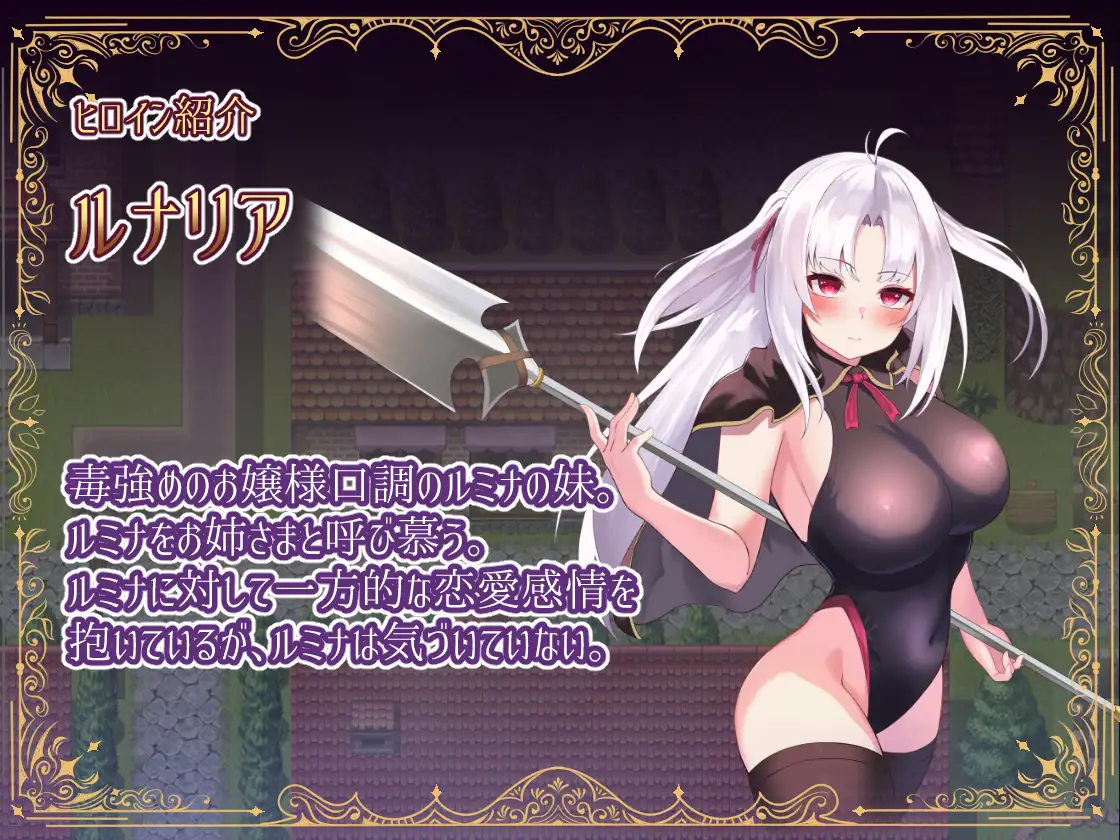 ヒロイン紹介
ルナリア
毒強めのお嬢様口調のルミナの妹。
ルミナをお姉さまと呼び慕う。
ルミナに対して一方的な恋愛感情を
抱いているが、ルミナは気づいていない。